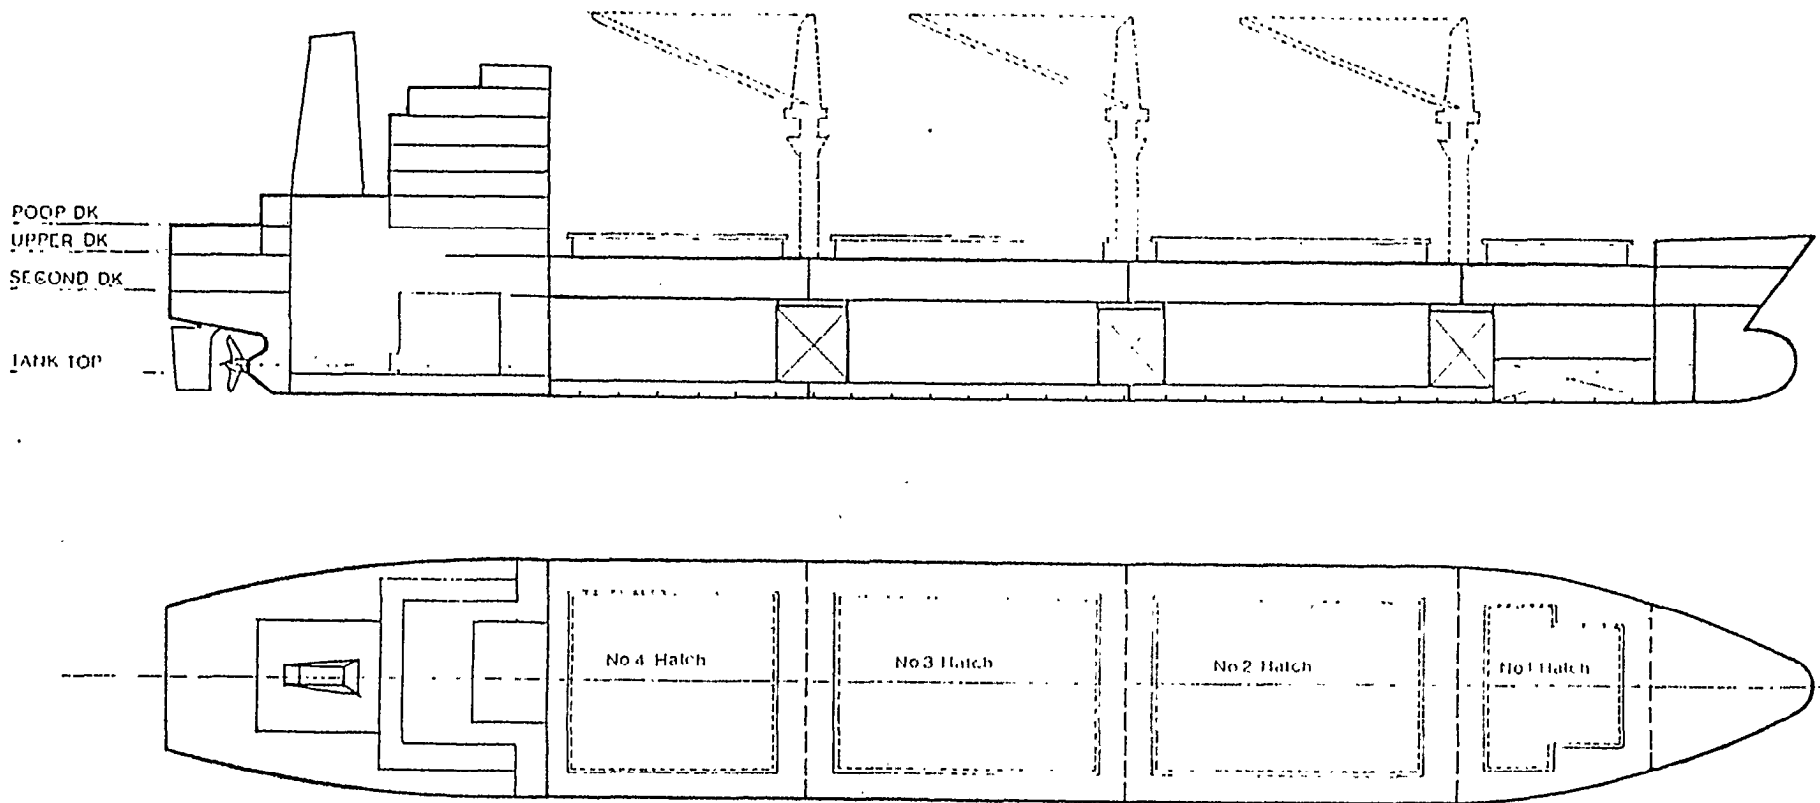 POOP DK
UPPER DK
SECOND DK
TANK TOP
No 4 Hatch
No 3 Hatch
No 2 Hatch
No 1 Hatch